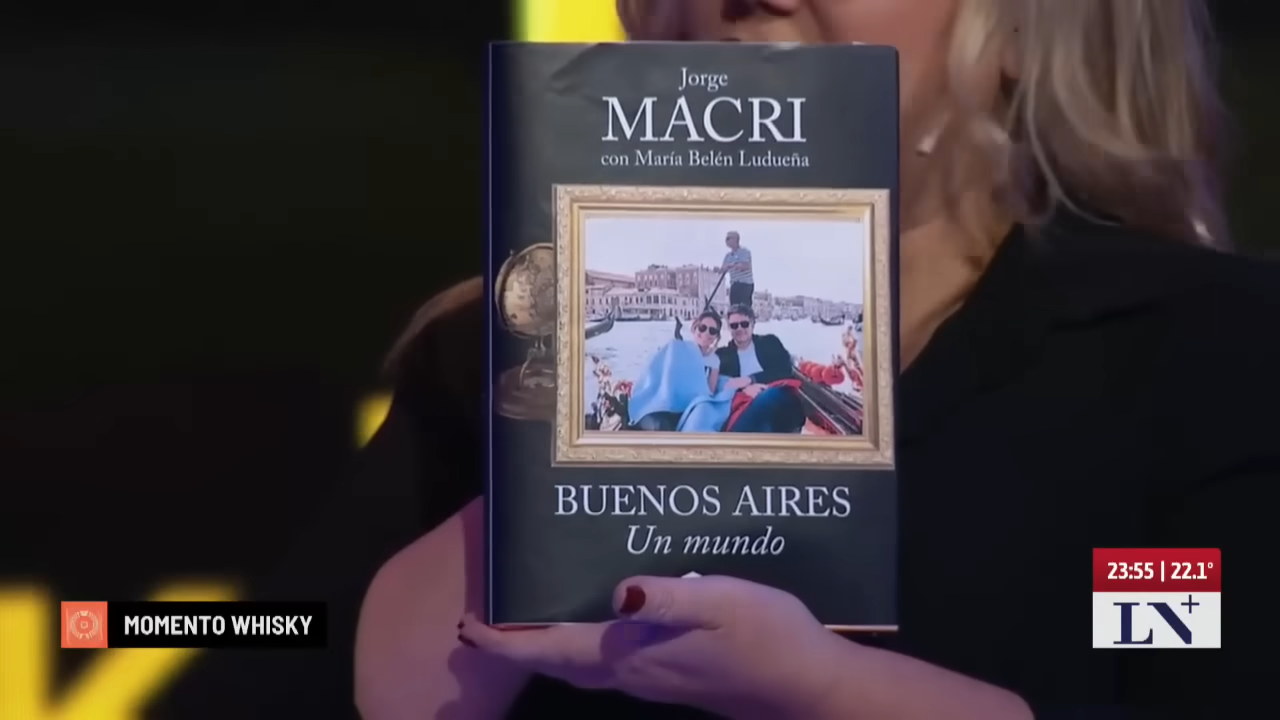 Jorge
MACRI
con María Belén Ludueña
BUENOS AIRES
Un mundo
MOMENTO WHISKY
23:55 | 22.1°
LN+